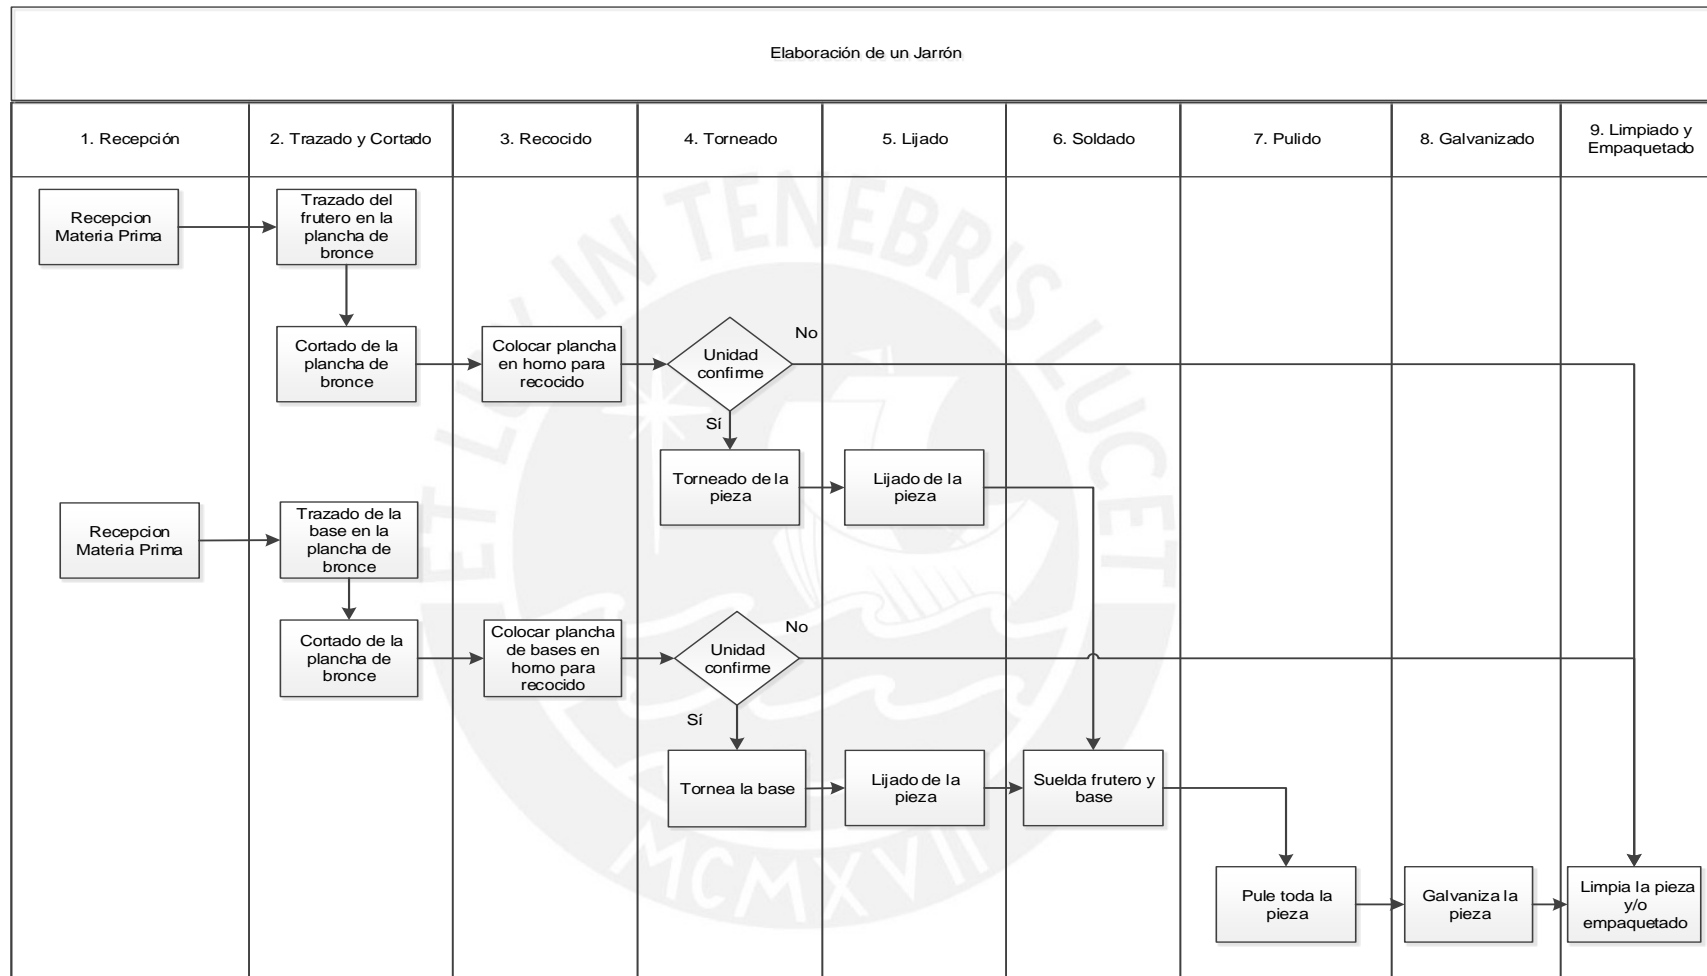 Elaboración de un Jarrón
1. Recepción
2. Trazado y Cortado
3. Recocido
4. Torneado
5. Lijado
6. Soldado
7. Pulido
8. Galvanizado
9. Limpiado y
Empaquetado
Recepcion
Materia Prima
Trazado del
frutero en la
plancha de
bronce
Cortado de la
plancha de
bronce
Colocar plancha
en horno para
recocido
Unidad
confirme
No
Sí
Torneado de la
pieza
Lijado de la
pieza
Recepcion
Materia Prima
Trazado de la
base en la
plancha de
bronce
Cortado de la
plancha de
bronce
Colocar plancha
de bases en
horno para
recocido
Unidad
confirme
No
Sí
Tornea la base
Lijado de la
pieza
Suelda frutero y
base
Pule toda la
pieza
Galvaniza la
pieza
Limpia la pieza
y/o
empaquetado
ET LUX IN TENEBRIS LUCET
MCMXVII